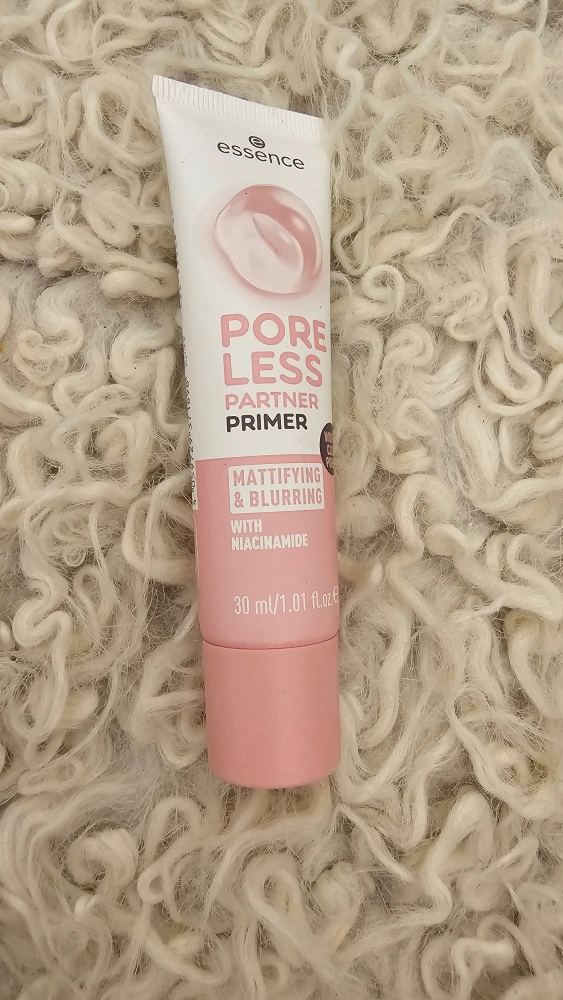 essence
PORE
LESS
PARTNER
PRIMER
MATTIFYING
& BLURRING
WITH
NIACINAMIDE
30 ml/1.01 fl.oz.e